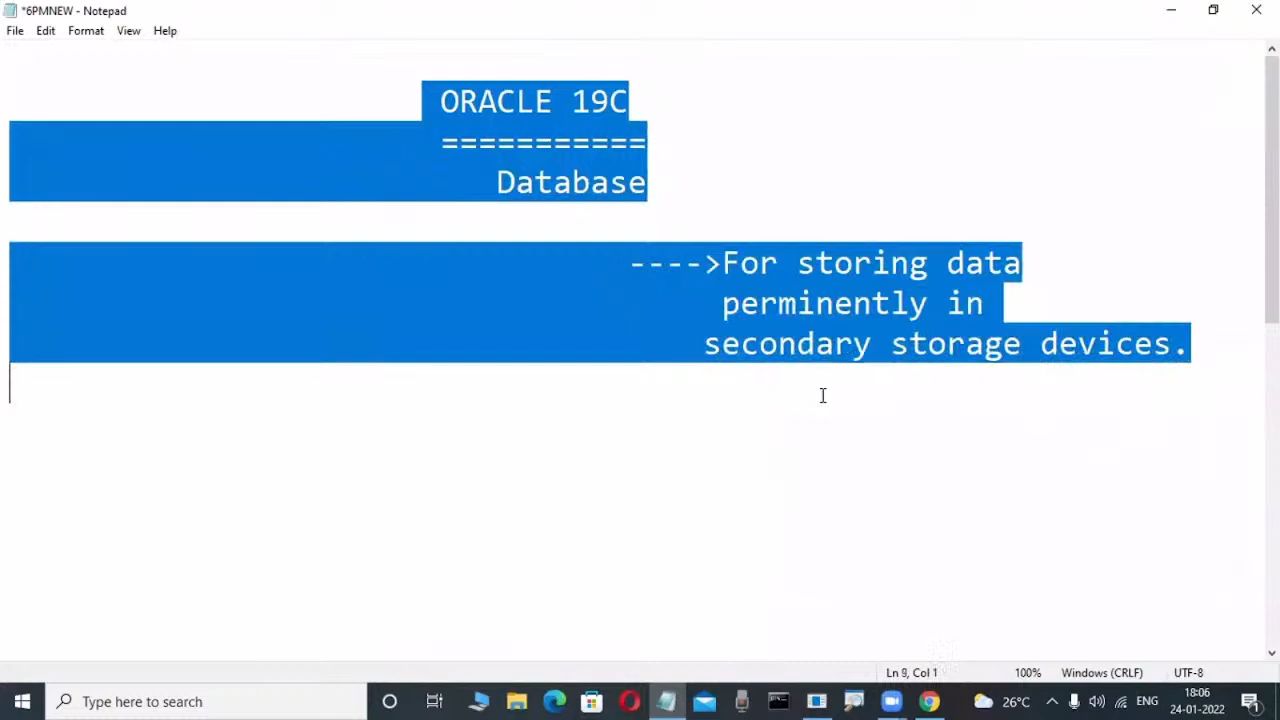 *6PMNEW - Notepad
File Edit Format View Help
ORACLE 19C
===========
Database
---->For storing data
perminently in
secondary storage devices.
Ln 9, Col 1 100% Windows (CRLF) UTF-8
Type here to search
26°C ENG 18:06
24-01-2022
1